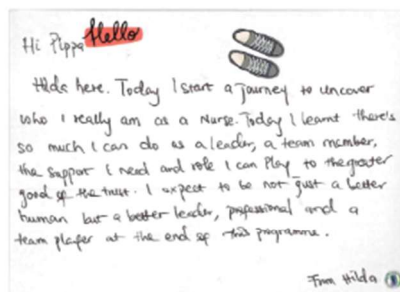 Hi Pippa Hello
Hilda here. Today I start a journey to uncover
who I really am as a Nurse. Today I learnt there's
so much I can do as a leader, a team member,
the support I need and role I can play to the greater
good of the trust. I expect to be not just a better
human but a better leader, professional and a
team player at the end of this programme.
From Hilda